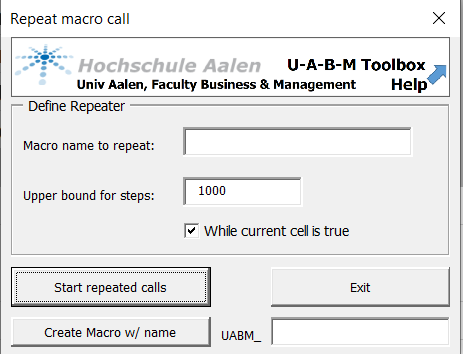 Repeat macro call
Hochschule Aalen
U-A-B-M Toolbox
Univ Aalen, Faculty Business & Management
Help
Define Repeater
Macro name to repeat:
Upper bound for steps: 1000
While current cell is true
Start repeated calls
Exit
Create Macro w/ name
UABM_